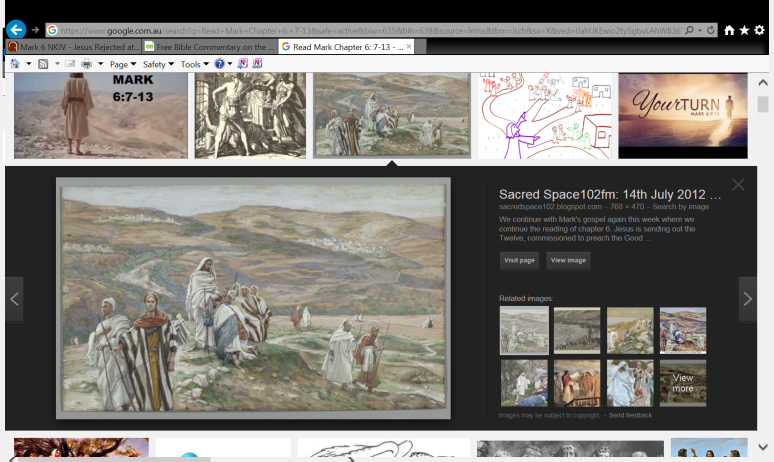 https://www.google.com.au/search?q=Read+Mark+Chapter+6:+7-13&safe=active&biw=635&bih=638&source=lnms&tbm=isch&sa=X&ved=
Mark 6 NKJV - Jesus Rejected at...
Free Bible Commentary on the ...
Read Mark Chapter 6: 7-13 - ...
Page
Safety
Tools
MARK
6:7-13
Your TURN
MARK 6:7-13
Sacred Space102fm: 14th July 2012 ...
sacredspace102.blogspot.com - 768 × 470 - Search by image
We continue with Mark's gospel again this week where we
continue the reading of chapter 6. Jesus is sending out the
Twelve, commissioned to preach the Good ...
Visit page
View image
Related images:
View
more
Images may be subject to copyright. - Send feedback